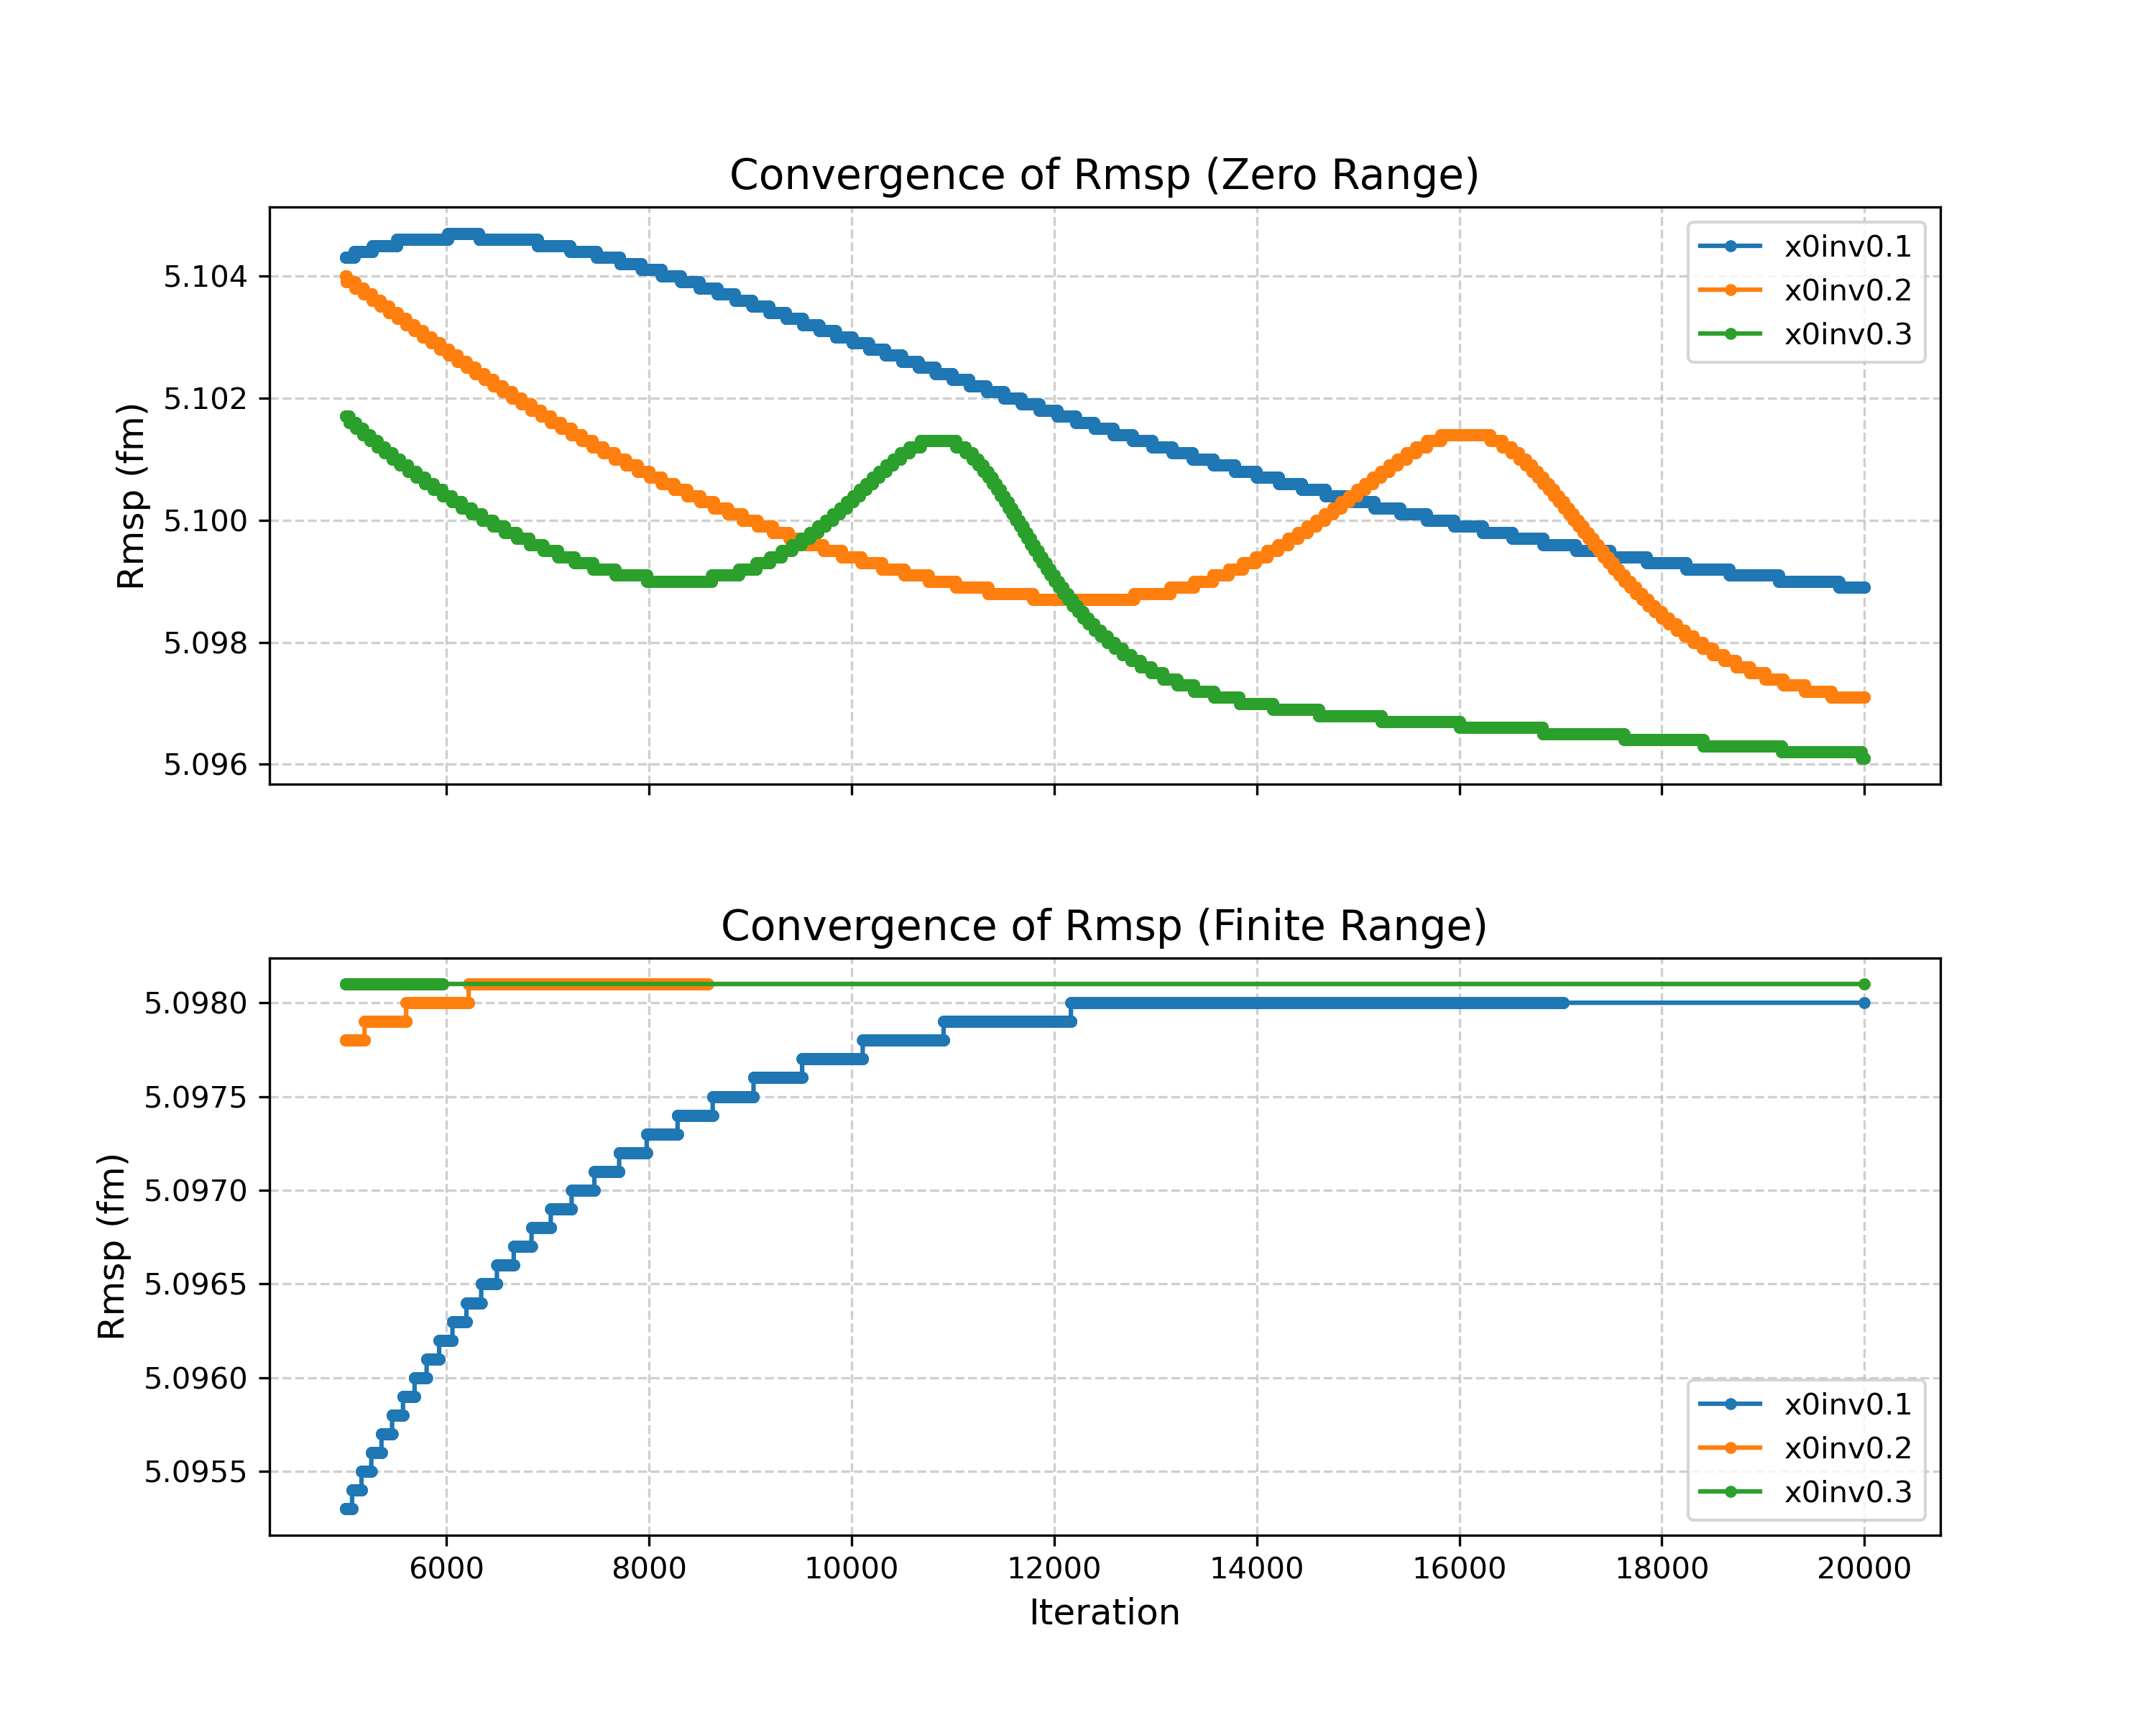 Convergence of Rmsp (Zero Range)
Rmsp (fm)
5.104
5.102
5.100
5.098
5.096
x0inv0.1
x0inv0.2
x0inv0.3
Convergence of Rmsp (Finite Range)
Rmsp (fm)
5.0980
5.0975
5.0970
5.0965
5.0960
5.0955
x0inv0.1
x0inv0.2
x0inv0.3
6000 8000 10000 12000 14000 16000 18000 20000
Iteration